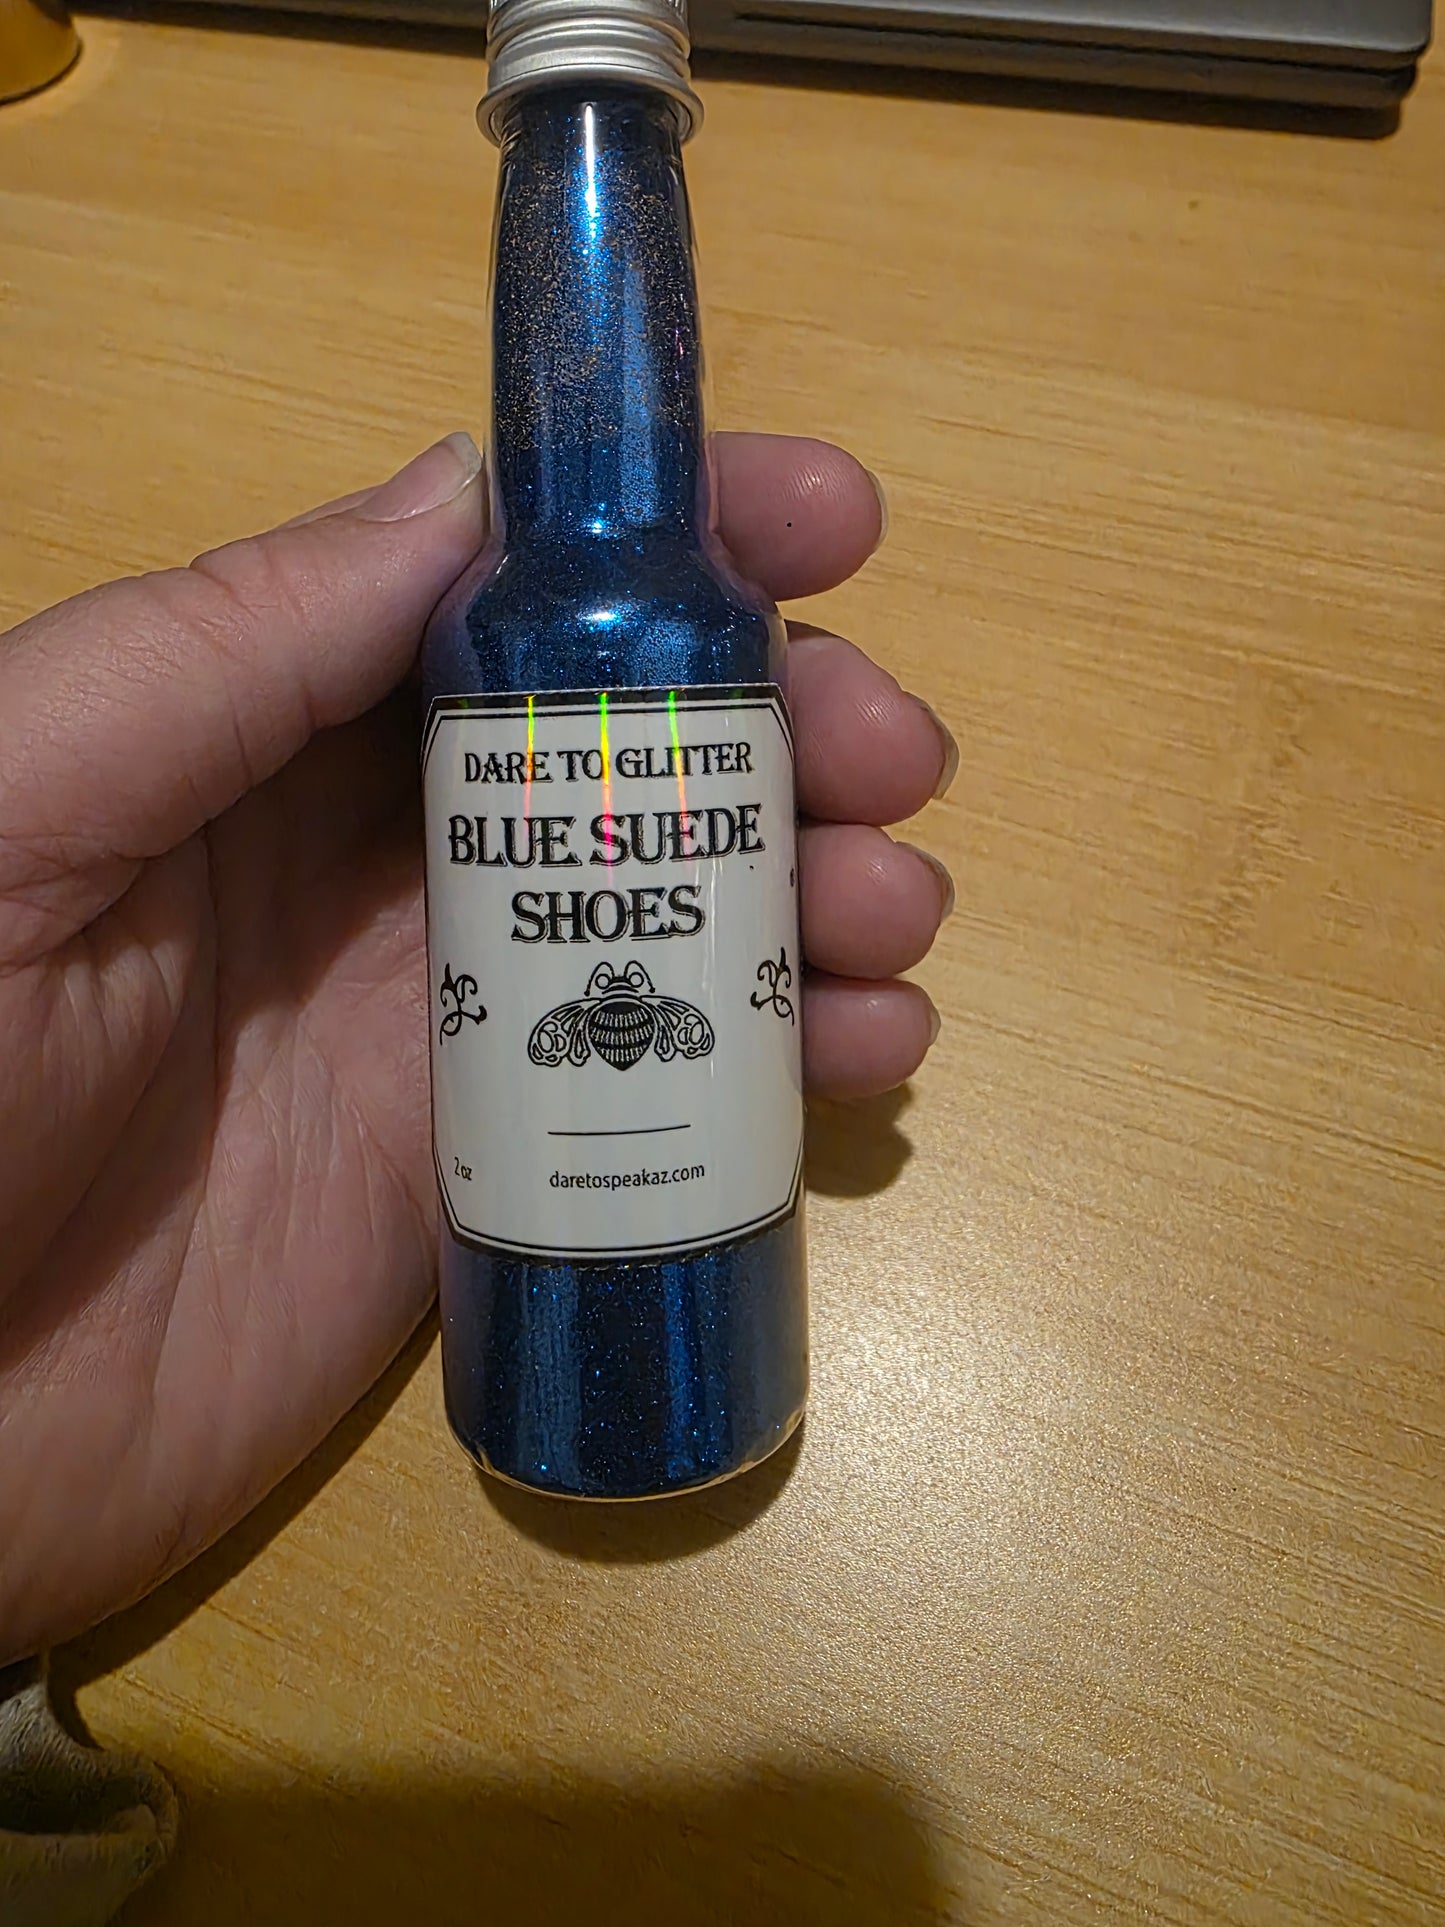 DARE TO GLITTER
BLUE SUEDE
SHOES
2 oz
daretospeakaz.com